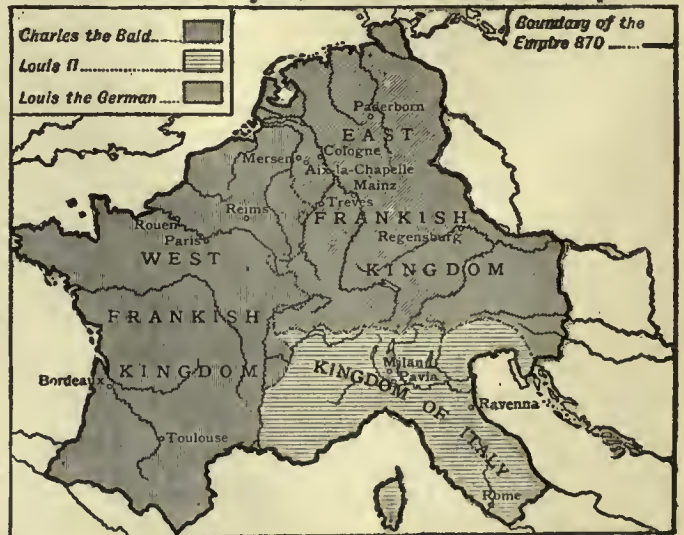 Charles the Bald
Louis II
Louis the German
Boundary of the
Empire 870
Paderborn
EAST
Cologne
Mersen
Aix-la-Chapelle
Mainz
Treves
Reims
FRANKISH
Rouen
Regensburg
Paris
WEST
KINGDOM
FRANKISH
Milan
KINGDOM
Pavia
Bordeaux
KINGDOM OF ITALY
Ravenna
Toulouse
Rome